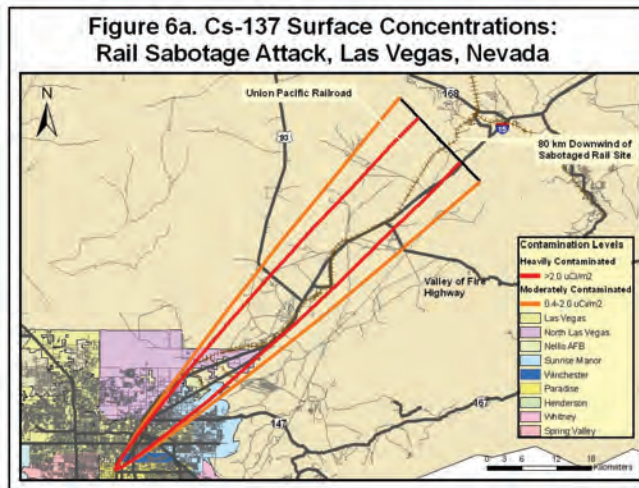 Figure 6a. Cs-137 Surface Concentrations:
Rail Sabotage Attack, Las Vegas, Nevada
N
Union Pacific Railroad
168
93
15
80 km Downwind of
Sabotaged Rail Site
Valley of Fire
Highway
Contamination Levels
Heavily Contaminated
>2.0 uCi/m2
Moderately Contaminated
0.4-2.0 uCi/m2
Las Vegas
North Las Vegas
Nellis AFB
Sunrise Manor
Winchester
Paradise
Henderson
Whitney
Spring Valley
147
167
0 3 6 12 18
Kilometers